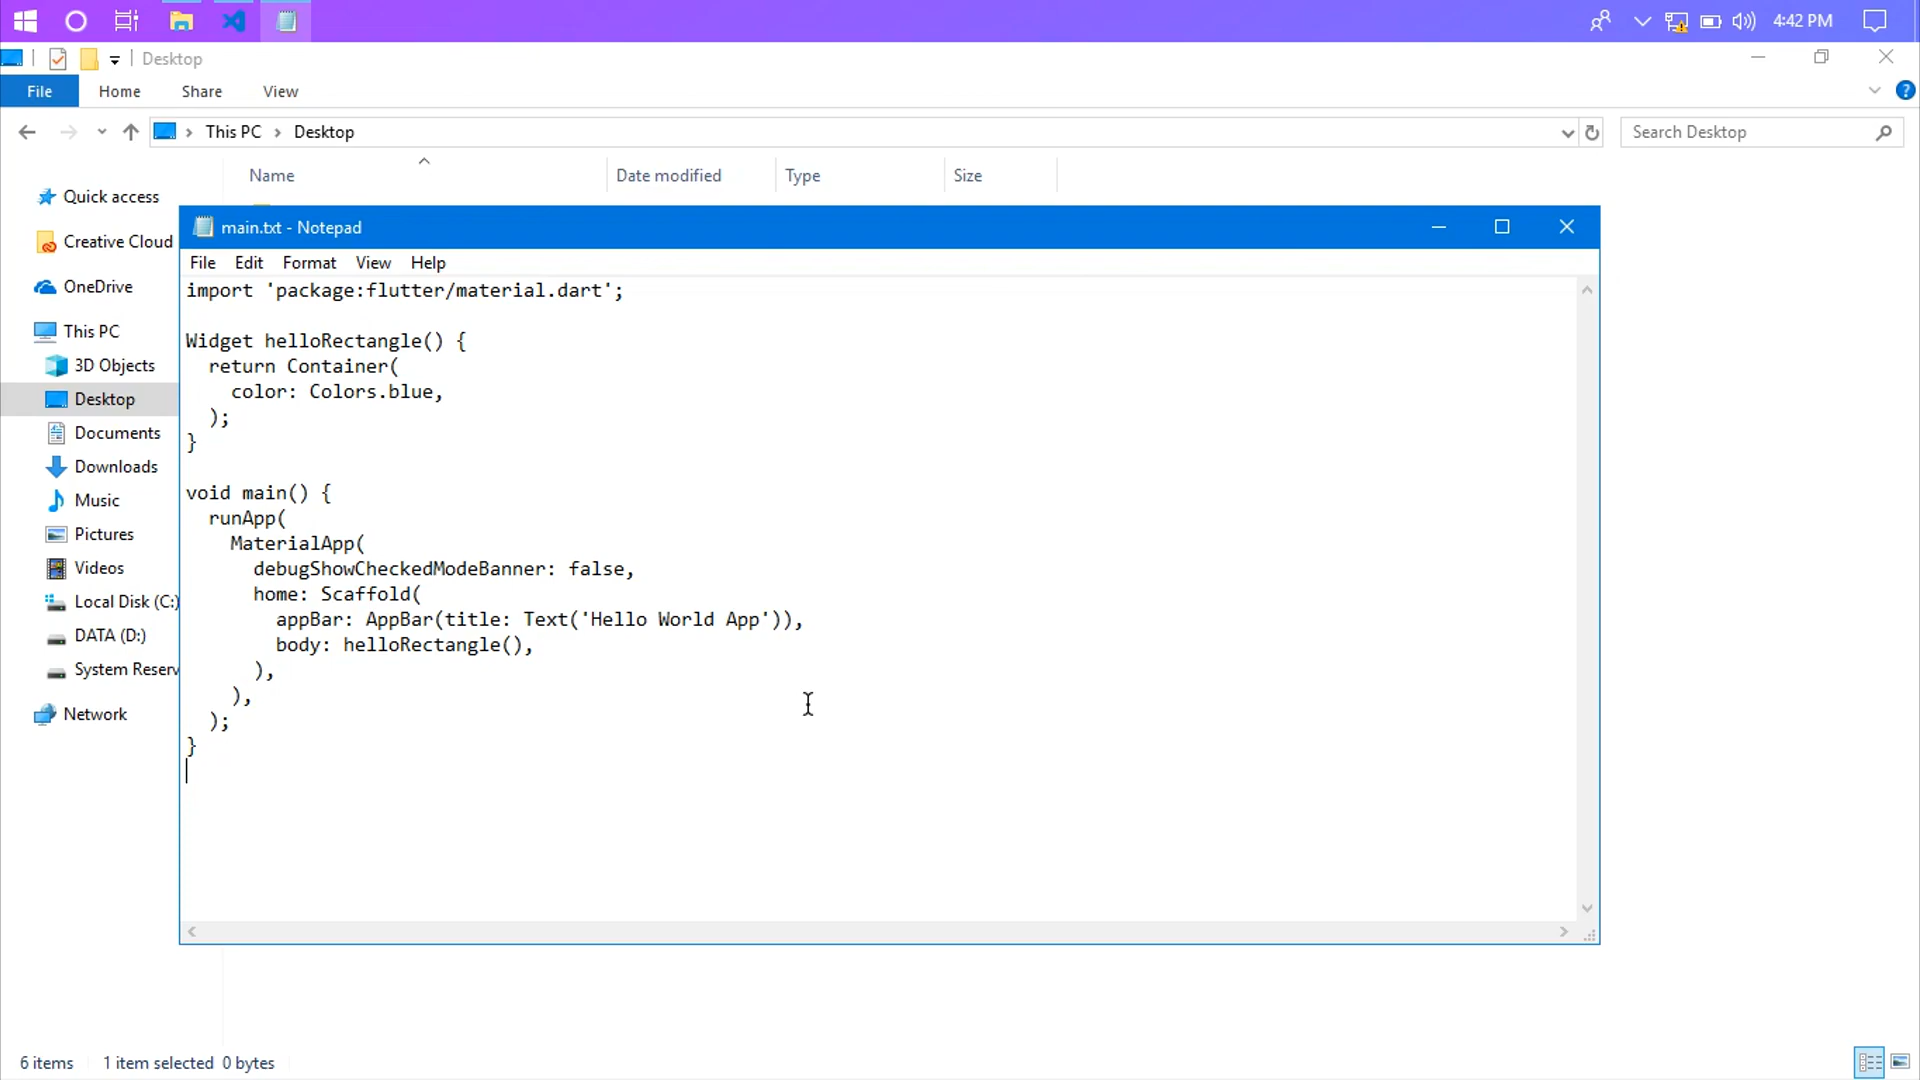 4:42 PM
Desktop
File Home Share View
This PC Desktop
Search Desktop
Name Date modified Type Size
Quick access
Creative Cloud
OneDrive
This PC
3D Objects
Desktop
Documents
Downloads
Music
Pictures
Videos
Local Disk (C:)
DATA (D:)
System Reserv
Network
main.txt - Notepad
File Edit Format View Help
import 'package:flutter/material.dart';
Widget helloRectangle() {
return Container(
color: Colors.blue,
);
}
void main() {
runApp(
MaterialApp(
debugShowCheckedModeBanner: false,
home: Scaffold(
appBar: AppBar(title: Text('Hello World App')),
body: helloRectangle(),
),
),
);
}
6 items 1 item selected 0 bytes